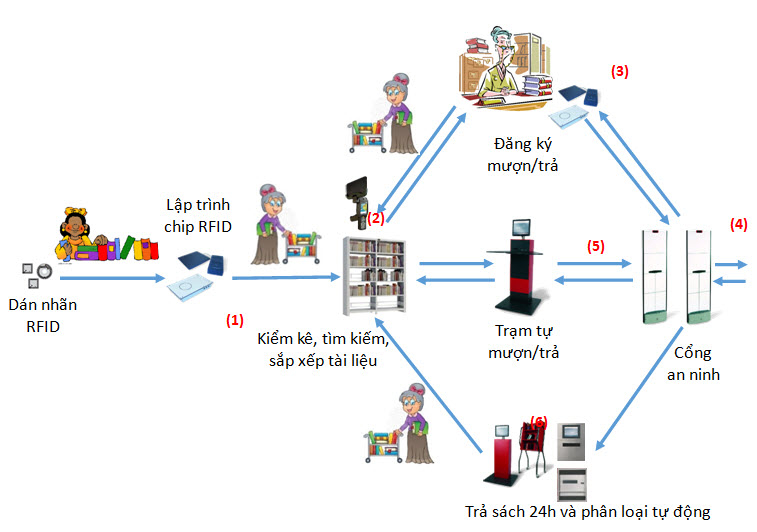 (3)
Đăng ký
mượn/trả
Lập trình
chip RFID
(2)
(4)
(5)
Dán nhãn
RFID
(1)
Kiểm kê, tìm kiếm,
sắp xếp tài liệu
Trạm tự
mượn/trả
Cổng
an ninh
(6)
Trả sách 24h và phân loại tự động